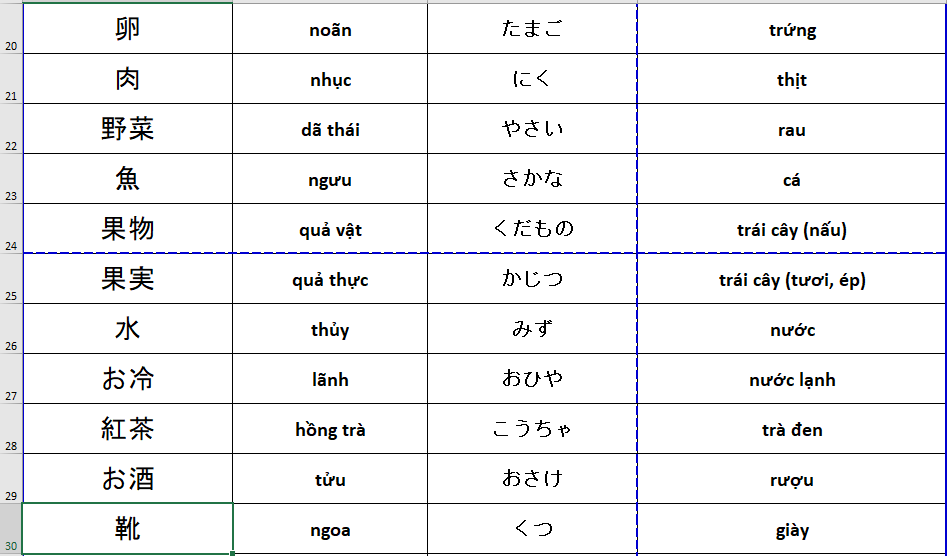 20 卵 noãn たまご trứng
21 肉 nhục にく thịt
22 野菜 dã thái やさい rau
23 魚 ngưu さかな cá
24 果物 quả vật くだもの trái cây (nấu)
25 果実 quả thực かじつ trái cây (tươi, ép)
26 水 thủy みず nước
27 お冷 lãnh おひや nước lạnh
28 紅茶 hồng trà こうちゃ trà đen
29 お酒 tửu おさけ rượu
30 靴 ngoa くつ giày